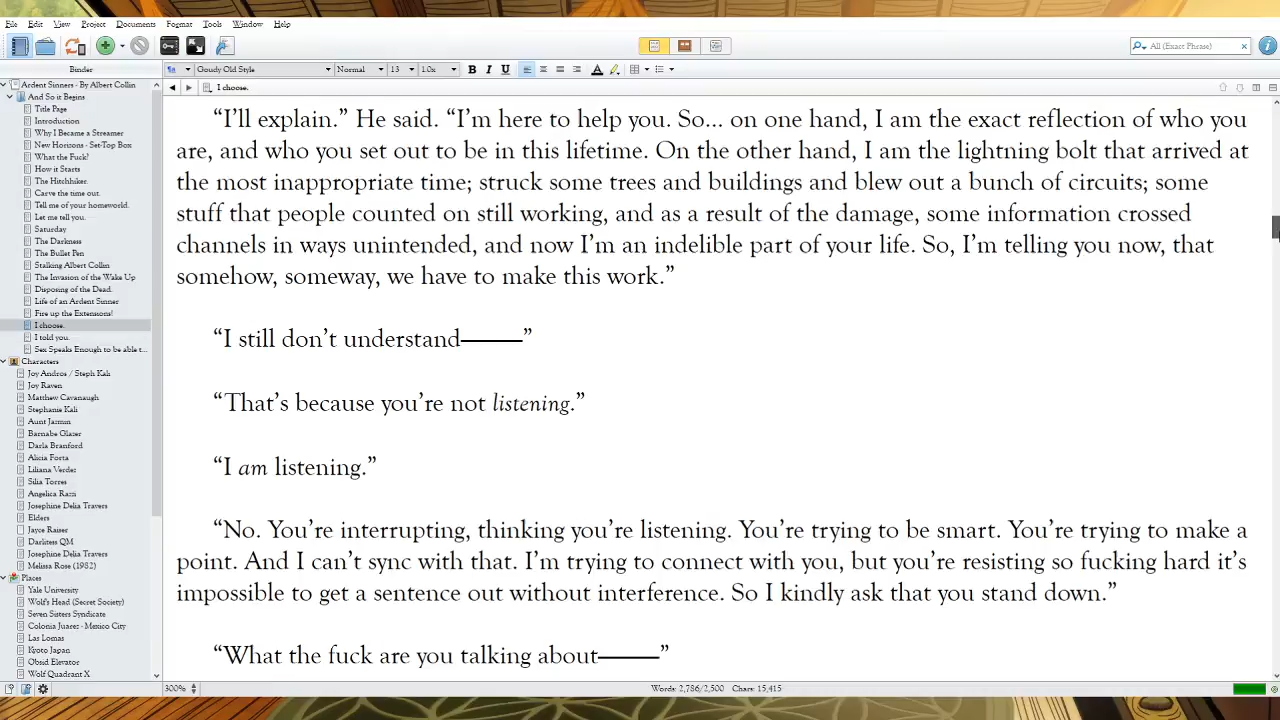 File Edit View Project Documents Format Tools Window Help
All (Exact Phrase)
Binder
Goudy Old Style Normal 13 1.0x B I U
I choose.
Ardent Sinners - By Albert Collin
And So it Begins
Title Page
Introduction
Why I Became a Streamer
New Horizons - Set-Top Box
What the Fuck?
How it Starts
The Hitchhiker.
Carve the time out.
Tell me of your homeworld.
Let me tell you.
Saturday
The Darkness
The Bullet Pen
Stalking Albert Collin
The Invasion of the Wake Up
Disposing of the Dead.
Life of an Ardent Sinner
Fire up the Extensions!
I choose.
I told you.
Sex Speaks Enough to be able t...
Characters
Joy Andros / Steph Kali
Joy Raven
Matthew Cavanaugh
Stephanie Kali
Aunt Jazmin
Barnabe Glazer
Darla Branford
Alicia Forta
Liliana Verdez
Silia Torres
Angelica Razn
Josephine Delia Travers
Elders
Jayce Raiser
Darkters QM
Josephine Delia Travers
Melissa Rose (1982)
Places
Yale University
Wolf's Head (Secret Society)
Seven Sisters Syndicate
Colonia Juarez - Mexico City
Las Lomas
Kyoto Japan
Obsid Elevator
Wolf Quadrant X
“I’ll explain.” He said. “I’m here to help you. So... on one hand, I am the exact reflection of who you
are, and who you set out to be in this lifetime. On the other hand, I am the lightning bolt that arrived at
the most inappropriate time; struck some trees and buildings and blew out a bunch of circuits; some
stuff that people counted on still working, and as a result of the damage, some information crossed
channels in ways unintended, and now I’m an indelible part of your life. So, I’m telling you now, that
somehow, someway, we have to make this work.”
“I still don’t understand———”
“That’s because you’re not listening.”
“I am listening.”
“No. You’re interrupting, thinking you’re listening. You’re trying to be smart. You’re trying to make a
point. And I can’t sync with that. I’m trying to connect with you, but you’re resisting so fucking hard it’s
impossible to get a sentence out without interference. So I kindly ask that you stand down.”
“What the fuck are you talking about———”
300% Words: 2,786/2,500 Chars: 15,415